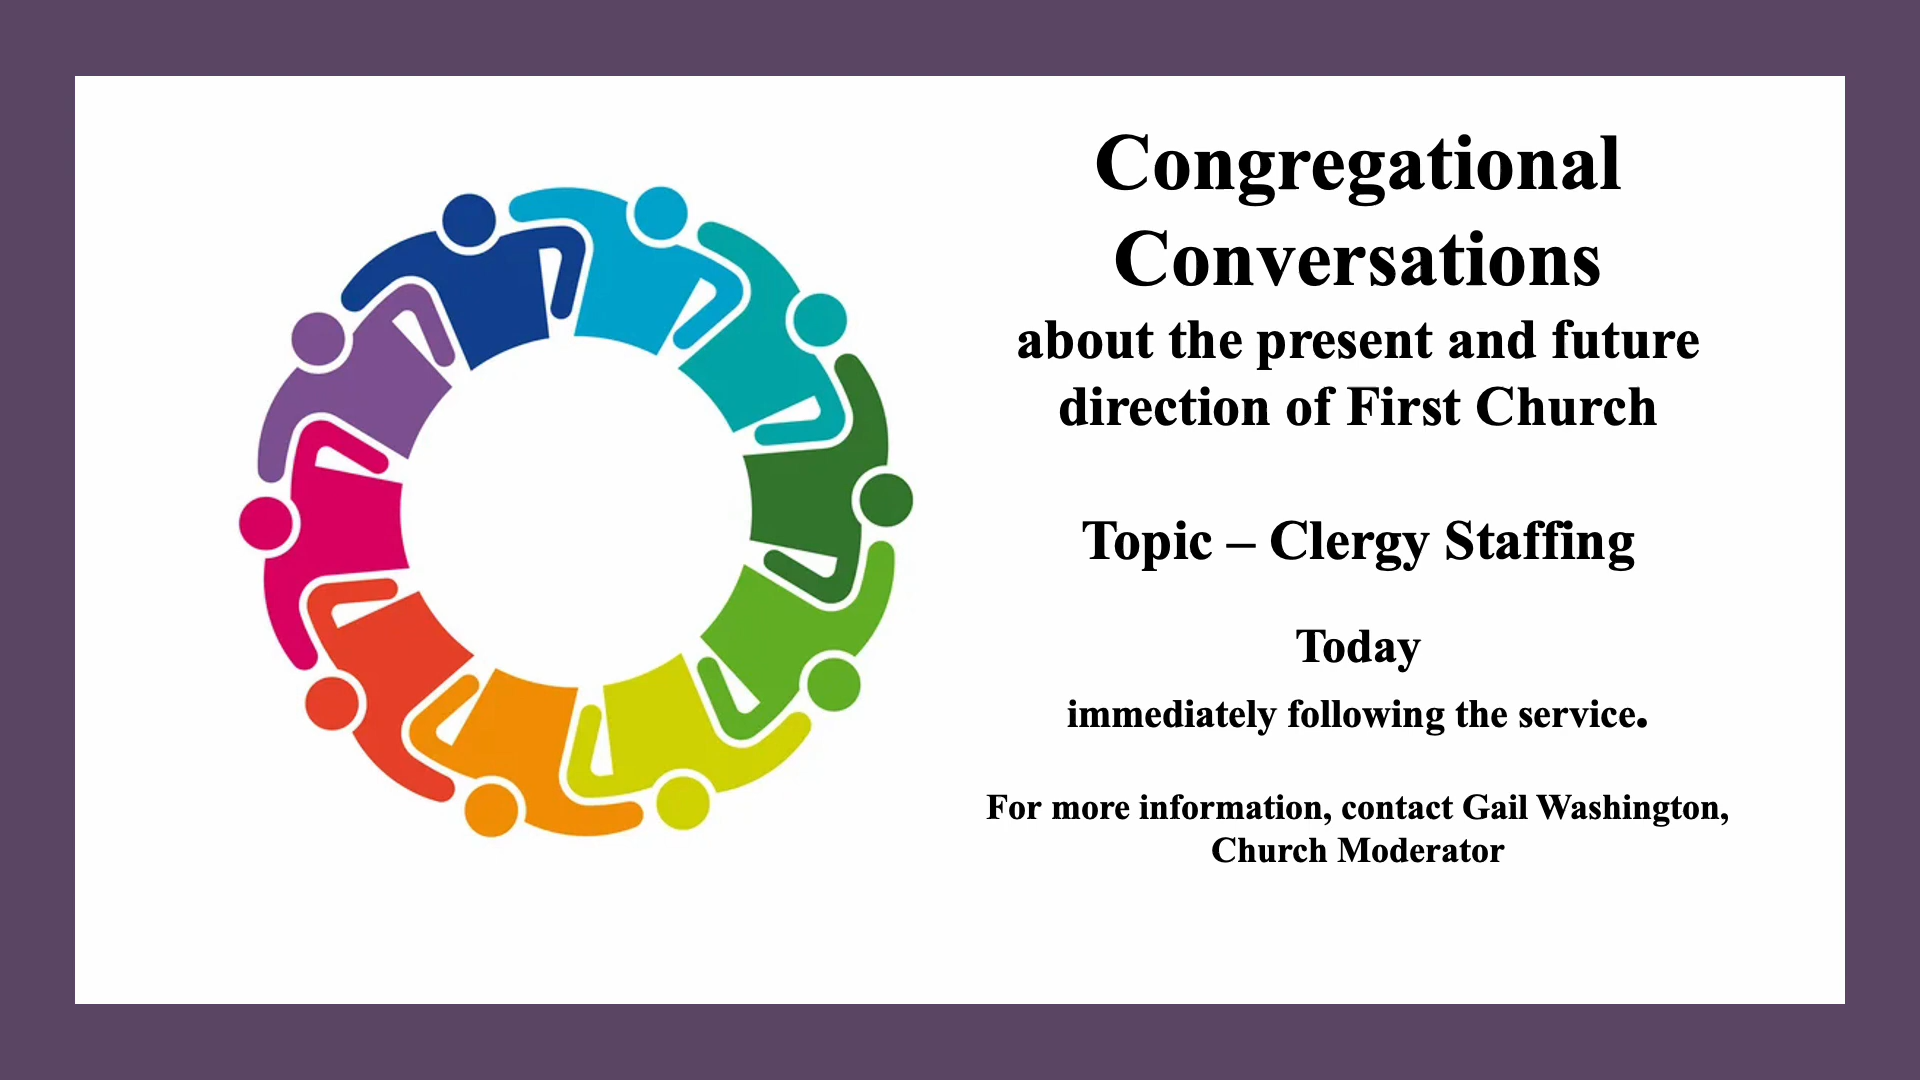 Congregational
Conversations
about the present and future
direction of First Church
Topic – Clergy Staffing
Today
immediately following the service.
For more information, contact Gail Washington,
Church Moderator